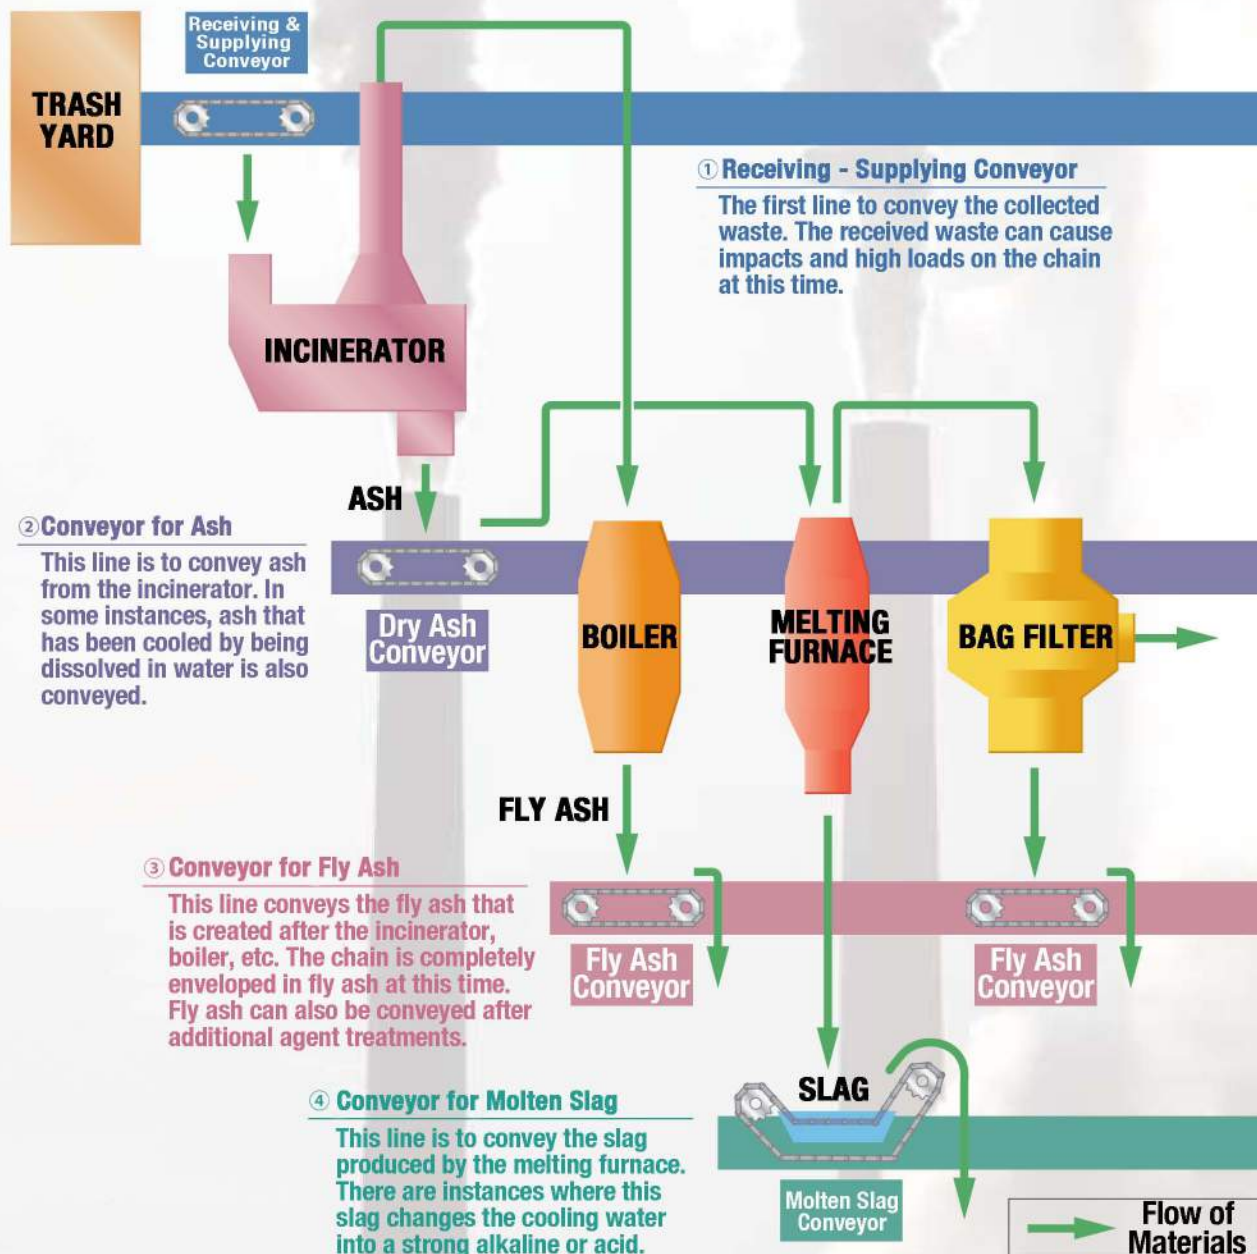 Receiving &
Supplying
Conveyor
TRASH
YARD
① Receiving - Supplying Conveyor
The first line to convey the collected
waste. The received waste can cause
impacts and high loads on the chain
at this time.
INCINERATOR
ASH
② Conveyor for Ash
This line is to convey ash
from the incinerator. In
some instances, ash that
has been cooled by being
dissolved in water is also
conveyed.
Dry Ash
Conveyor
BOILER
MELTING
FURNACE
BAG FILTER
FLY ASH
③ Conveyor for Fly Ash
This line conveys the fly ash that
is created after the incinerator,
boiler, etc. The chain is completely
enveloped in fly ash at this time.
Fly ash can also be conveyed after
additional agent treatments.
Fly Ash
Conveyor
Fly Ash
Conveyor
SLAG
④ Conveyor for Molten Slag
This line is to convey the slag
produced by the melting furnace.
There are instances where this
slag changes the cooling water
into a strong alkaline or acid.
Molten Slag
Conveyor
Flow of
Materials